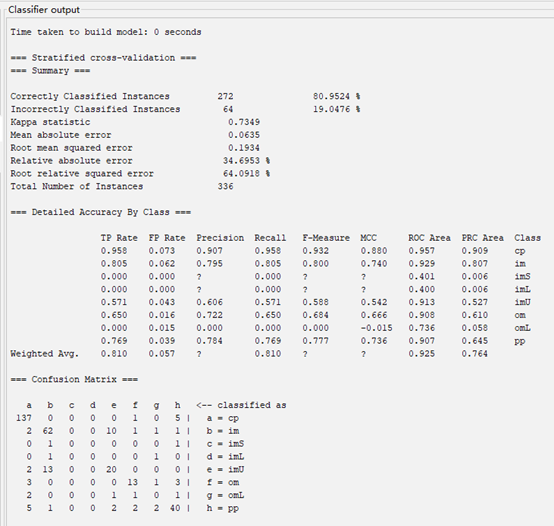 Classifier output
Time taken to build model: 0 seconds
=== Stratified cross-validation ===
=== Summary ===
Correctly Classified Instances 272 80.9524 %
Incorrectly Classified Instances 64 19.0476 %
Kappa statistic 0.7349
Mean absolute error 0.0635
Root mean squared error 0.1934
Relative absolute error 34.6953 %
Root relative squared error 64.0918 %
Total Number of Instances 336
=== Detailed Accuracy By Class ===
TP Rate FP Rate Precision Recall F-Measure MCC ROC Area PRC Area Class
0.958 0.073 0.907 0.958 0.932 0.880 0.957 0.909 cp
0.805 0.062 0.795 0.805 0.800 0.740 0.929 0.807 im
0.000 0.000 ? 0.000 ? ? 0.401 0.006 imS
0.000 0.000 ? 0.000 ? ? 0.400 0.006 imL
0.571 0.043 0.606 0.571 0.588 0.542 0.913 0.527 imU
0.650 0.016 0.722 0.650 0.684 0.666 0.908 0.610 om
0.000 0.015 0.000 0.000 0.000 -0.015 0.736 0.058 omL
0.769 0.039 0.784 0.769 0.777 0.736 0.907 0.645 pp
Weighted Avg. 0.810 0.057 ? 0.810 ? ? 0.925 0.764
=== Confusion Matrix ===
a b c d e f g h <-- classified as
137 0 0 0 0 1 0 5 | a = cp
2 62 0 0 10 1 1 1 | b = im
0 1 0 0 0 0 0 1 | c = imS
0 1 0 0 0 0 1 0 | d = imL
2 13 0 0 20 0 0 0 | e = imU
3 0 0 0 0 13 1 3 | f = om
2 0 0 0 1 1 0 1 | g = omL
5 1 0 0 2 2 2 40 | h = pp